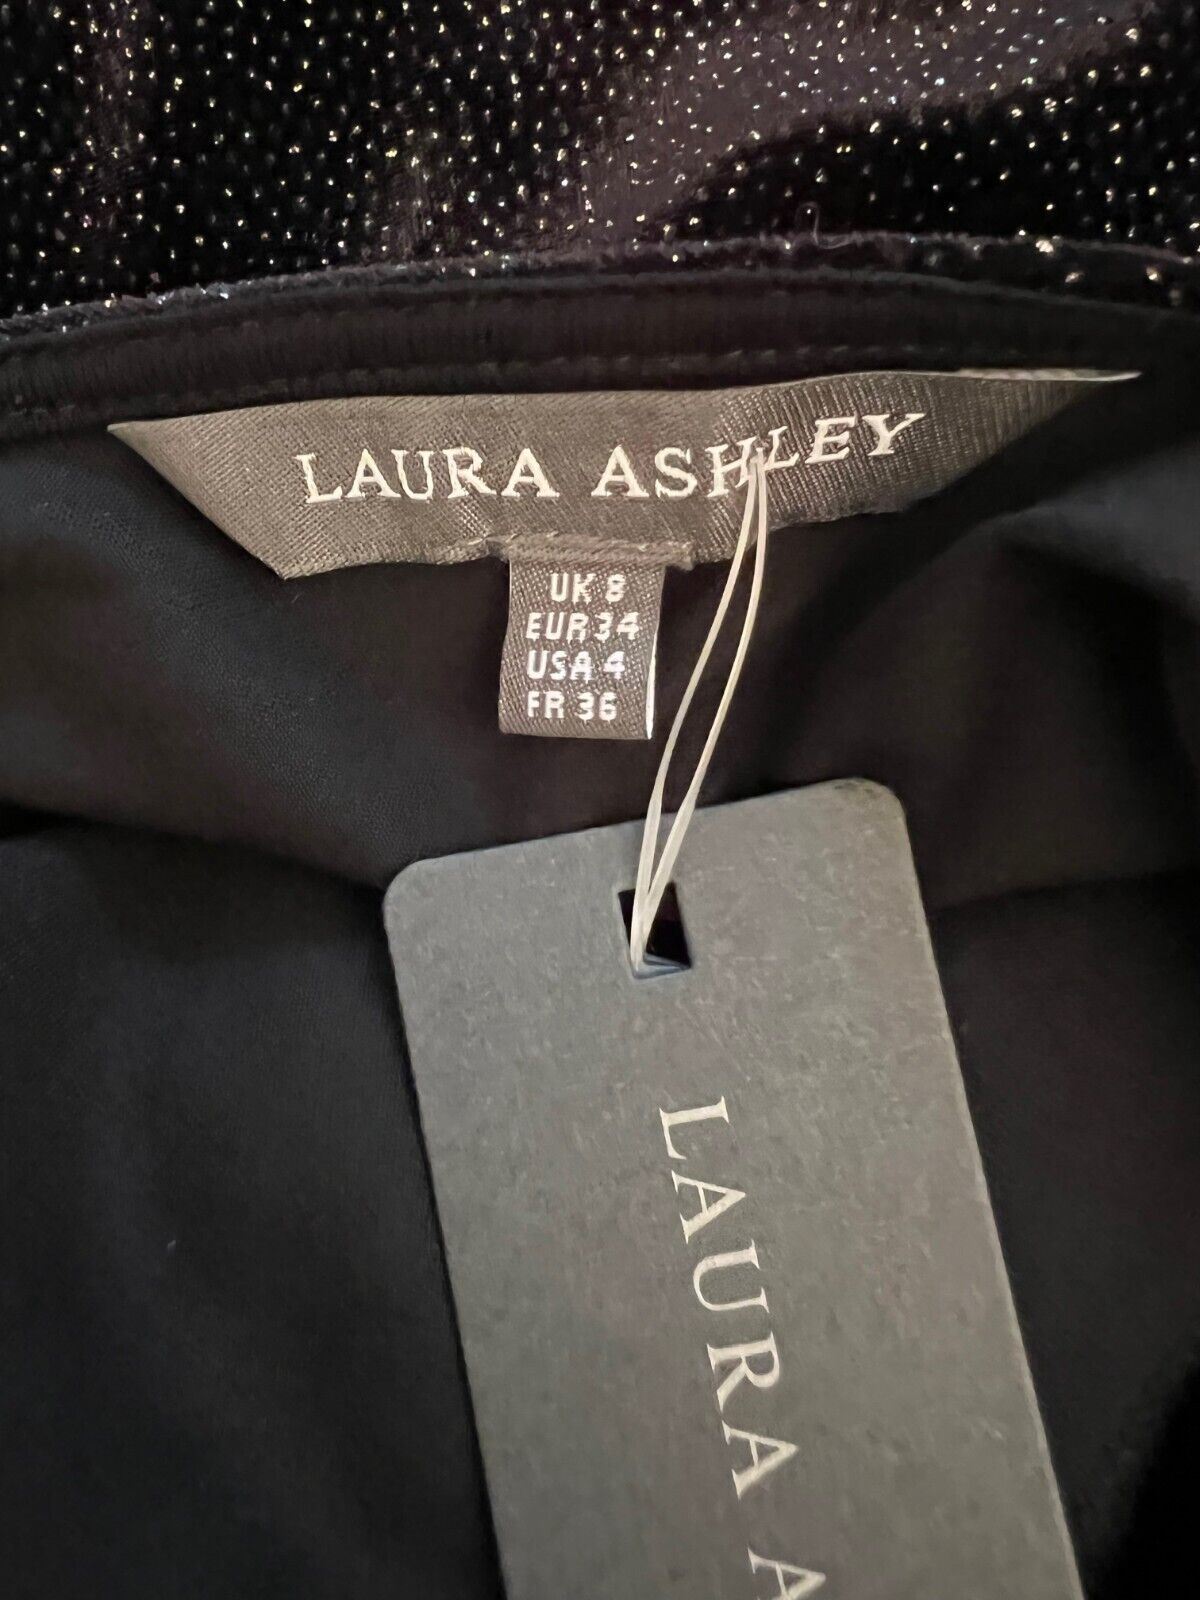 LAURA ASHLEY
UK 8
EUR 34
USA 4
FR 36
LAURA A